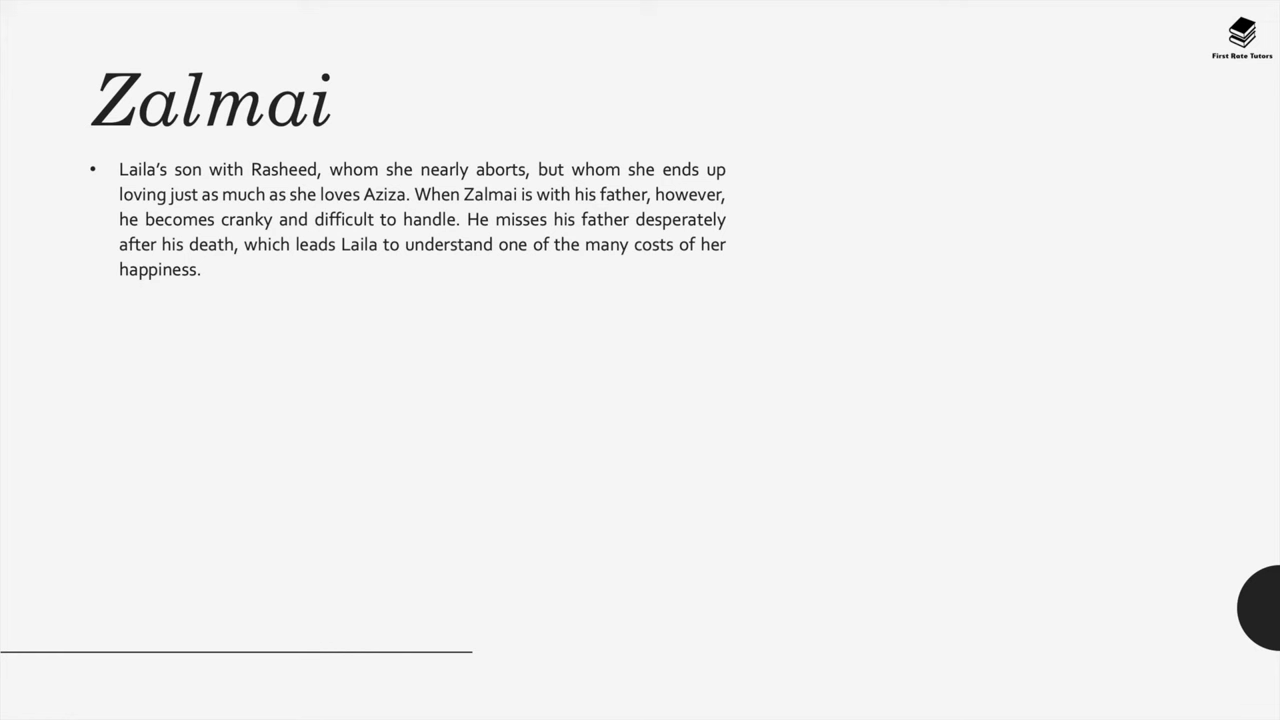 First Rate Tutors
Zalmai
• Laila’s son with Rasheed, whom she nearly aborts, but whom she ends up
loving just as much as she loves Aziza. When Zalmai is with his father, however,
he becomes cranky and difficult to handle. He misses his father desperately
after his death, which leads Laila to understand one of the many costs of her
happiness.